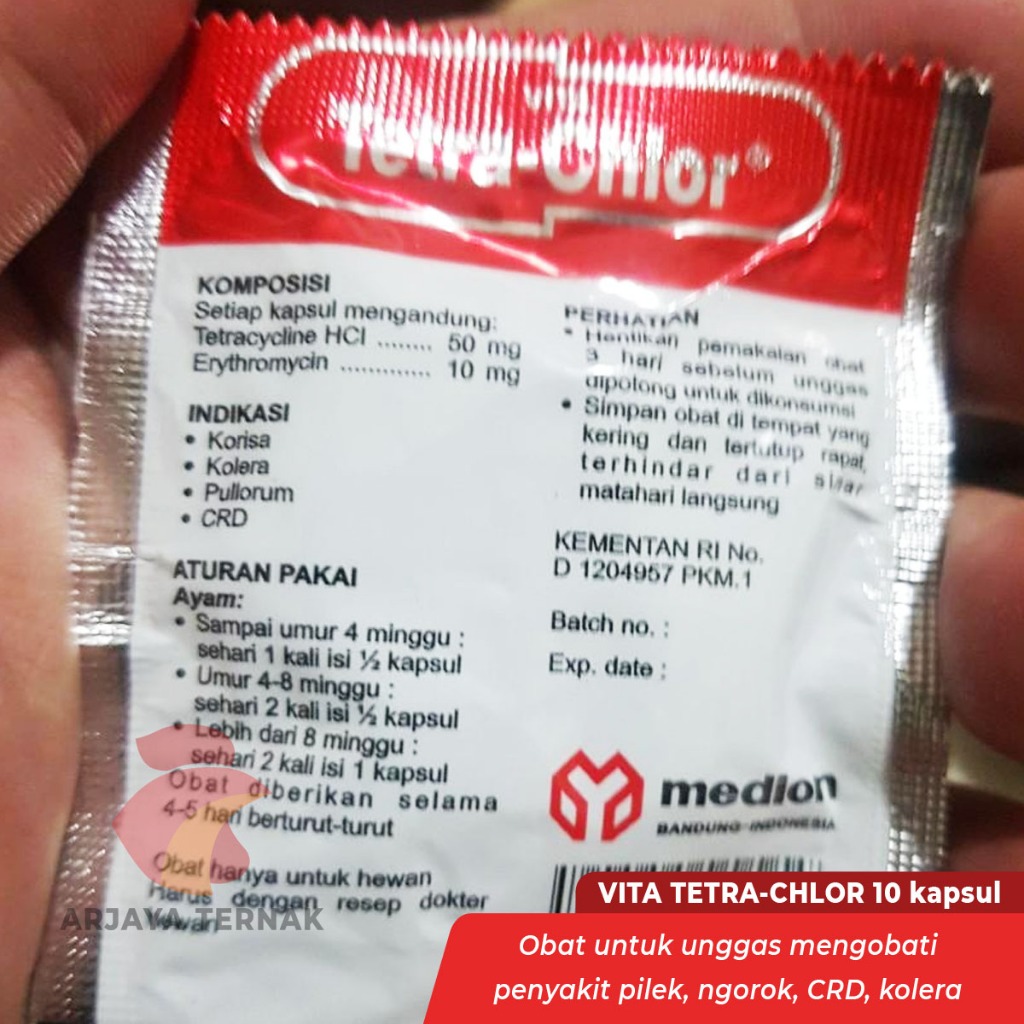 VITA
Tetra-Chlor®
KOMPOSISI
Setiap kapsul mengandung:
Tetracycline HCl ........ 50 mg
Erythromycin ............. 10 mg
INDIKASI
• Korisa
• Kolera
• Pullorum
• CRD
ATURAN PAKAI
Ayam:
• Sampai umur 4 minggu :
sehari 1 kali isi ½ kapsul
• Umur 4-8 minggu :
sehari 2 kali isi ½ kapsul
• Lebih dari 8 minggu :
sehari 2 kali isi 1 kapsul
Obat diberikan selama
4-5 hari berturut-turut
Obat hanya untuk hewan
Harus dengan resep dokter
hewan
PERHATIAN
• Hentikan pemakaian obat
3 hari sebelum unggas
dipotong untuk dikonsumsi
• Simpan obat di tempat yang
kering dan tertutup rapat,
terhindar dari sinar
matahari langsung
KEMENTAN RI No.
D 1204957 PKM.1
Batch no. :
Exp. date :
medion
BANDUNG-INDONESIA
ARJAYA TERNAK
VITA TETRA-CHLOR 10 kapsul
Obat untuk unggas mengobati
penyakit pilek, ngorok, CRD, kolera